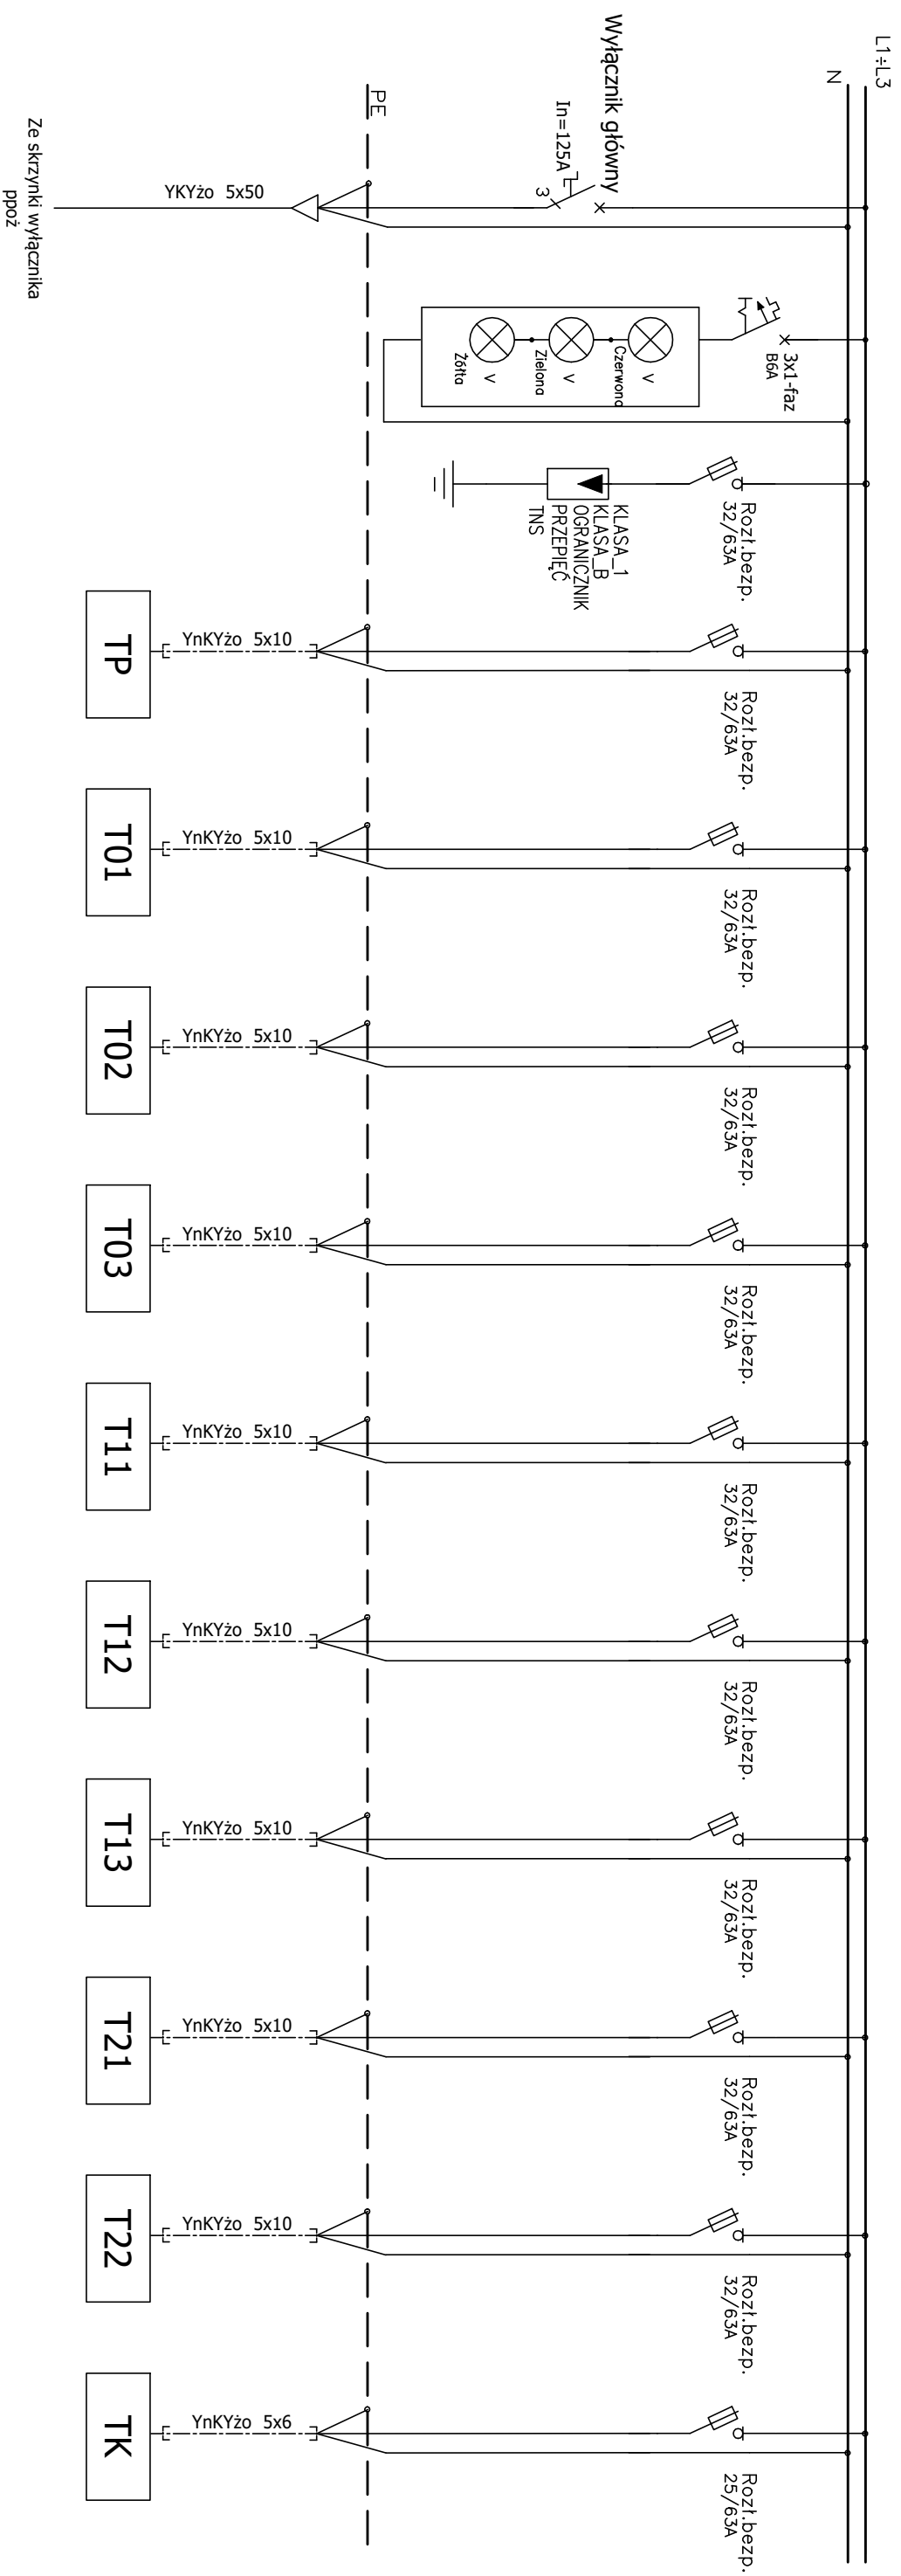 L1÷L3
N
PE
Wyłącznik główny
In=125A
3
YKYżo 5x50
Ze skrzynki wyłącznika
ppoż
3x1-faz
B6A
Czerwona
V
Zielona
V
Żółta
V
Rozł.bezp.
32/63A
KLASA_1
KLASA_B
OGRANICZNIK
PRZEPIĘĆ
TNS
Rozł.bezp.
32/63A
YnKYżo 5x10
TP
Rozł.bezp.
32/63A
YnKYżo 5x10
T01
Rozł.bezp.
32/63A
YnKYżo 5x10
T02
Rozł.bezp.
32/63A
YnKYżo 5x10
T03
Rozł.bezp.
32/63A
YnKYżo 5x10
T11
Rozł.bezp.
32/63A
YnKYżo 5x10
T12
Rozł.bezp.
32/63A
YnKYżo 5x10
T13
Rozł.bezp.
32/63A
YnKYżo 5x10
T21
Rozł.bezp.
32/63A
YnKYżo 5x10
T22
Rozł.bezp.
25/63A
YnKYżo 5x6
TK